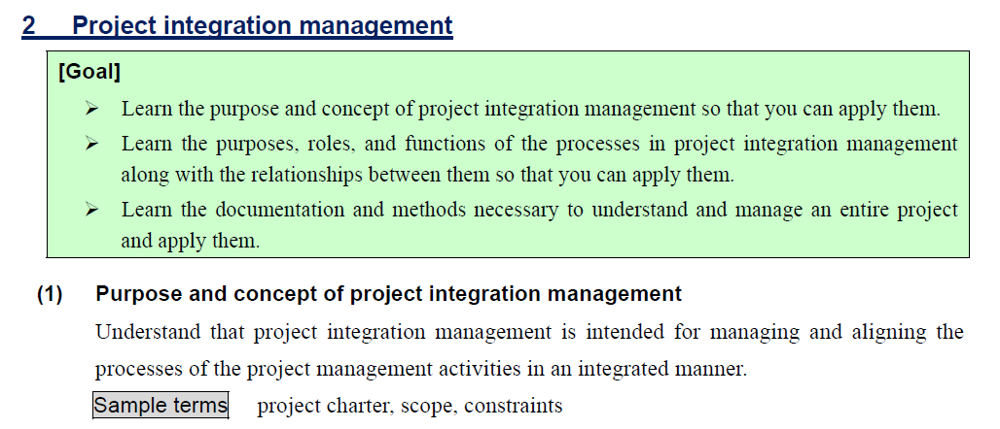 2 Project integration management
[Goal]
➢ Learn the purpose and concept of project integration management so that you can apply them.
➢ Learn the purposes, roles, and functions of the processes in project integration management
along with the relationships between them so that you can apply them.
➢ Learn the documentation and methods necessary to understand and manage an entire project
and apply them.
(1) Purpose and concept of project integration management
Understand that project integration management is intended for managing and aligning the
processes of the project management activities in an integrated manner.
Sample terms project charter, scope, constraints